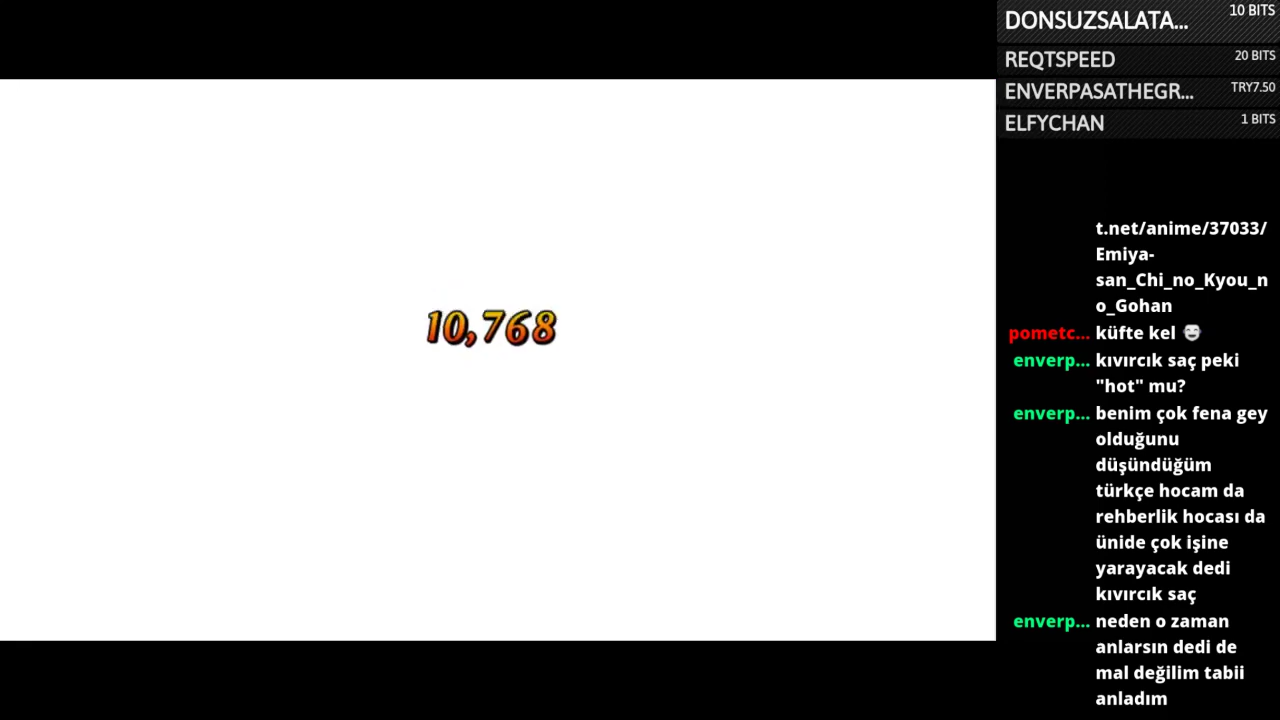 DONSUZSALATA... 10 BITS
REQTSPEED 20 BITS
ENVERPASATHEGR... TRY7.50
ELFYCHAN 1 BITS
10,768
t.net/anime/37033/
Emiya-
san_Chi_no_Kyou_n
o_Gohan
pometc... küfte kel
enverp... kıvırcık saç peki
"hot" mu?
enverp... benim çok fena gey
olduğunu
düşündüğüm
türkçe hocam da
rehberlik hocası da
ünide çok işine
yarayacak dedi
kıvırcık saç
enverp... neden o zaman
anlarsın dedi de
mal değilim tabii
anladım